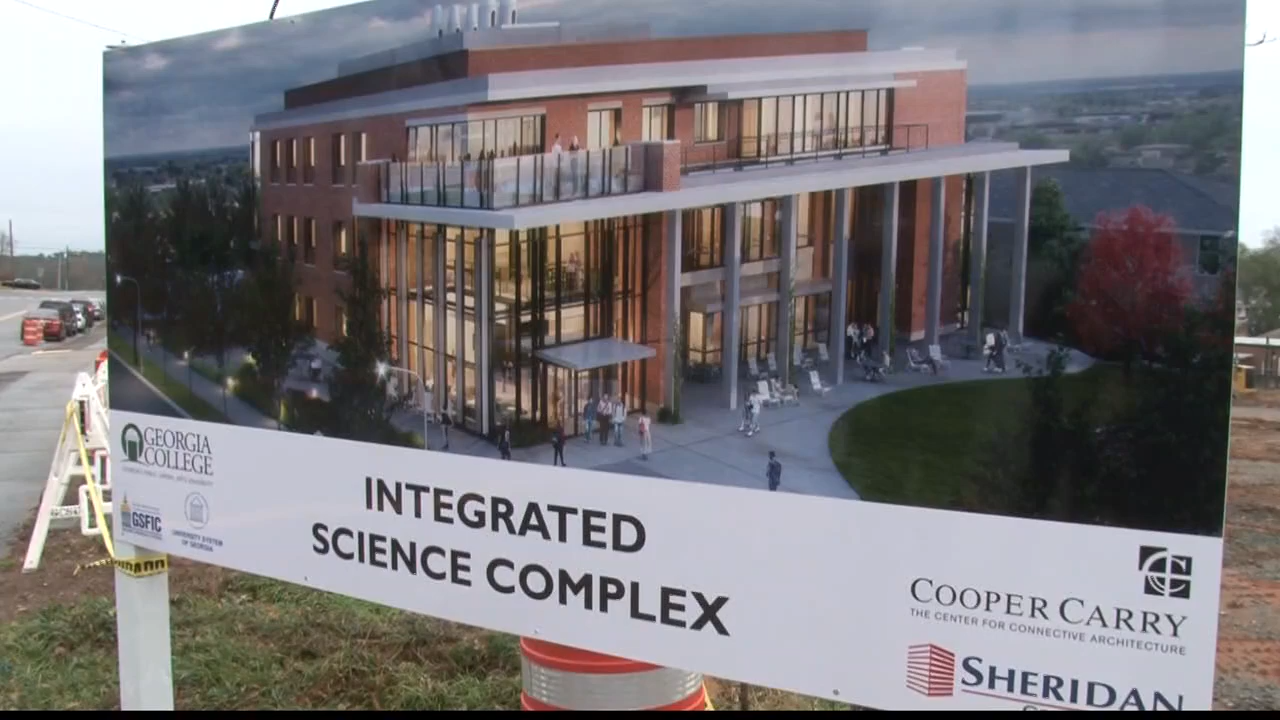 GEORGIA
COLLEGE
GSFIC
UNIVERSITY SYSTEM
OF GEORGIA
INTEGRATED
SCIENCE COMPLEX
COOPER CARRY
THE CENTER FOR CONNECTIVE ARCHITECTURE
SHERIDAN